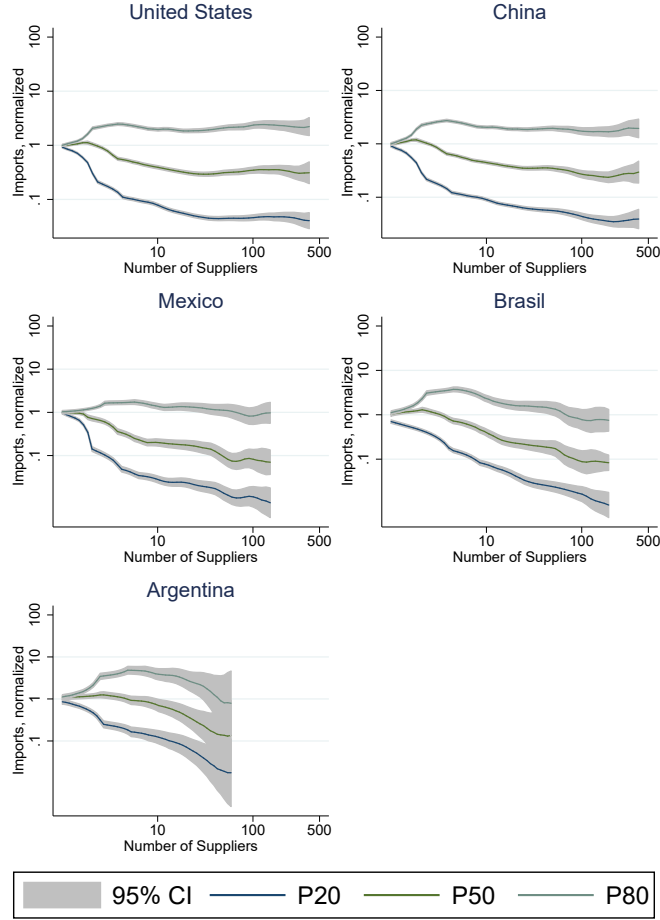 United States
China
Imports, normalized
100
10
1
.1
10
100
500
Number of Suppliers
Imports, normalized
100
10
1
.1
10
100
500
Number of Suppliers
Mexico
Brasil
Imports, normalized
100
10
1
.1
10
100
500
Number of Suppliers
Imports, normalized
100
10
1
.1
10
100
500
Number of Suppliers
Argentina
Imports, normalized
100
10
1
.1
10
100
500
Number of Suppliers
95% CI P20 P50 P80